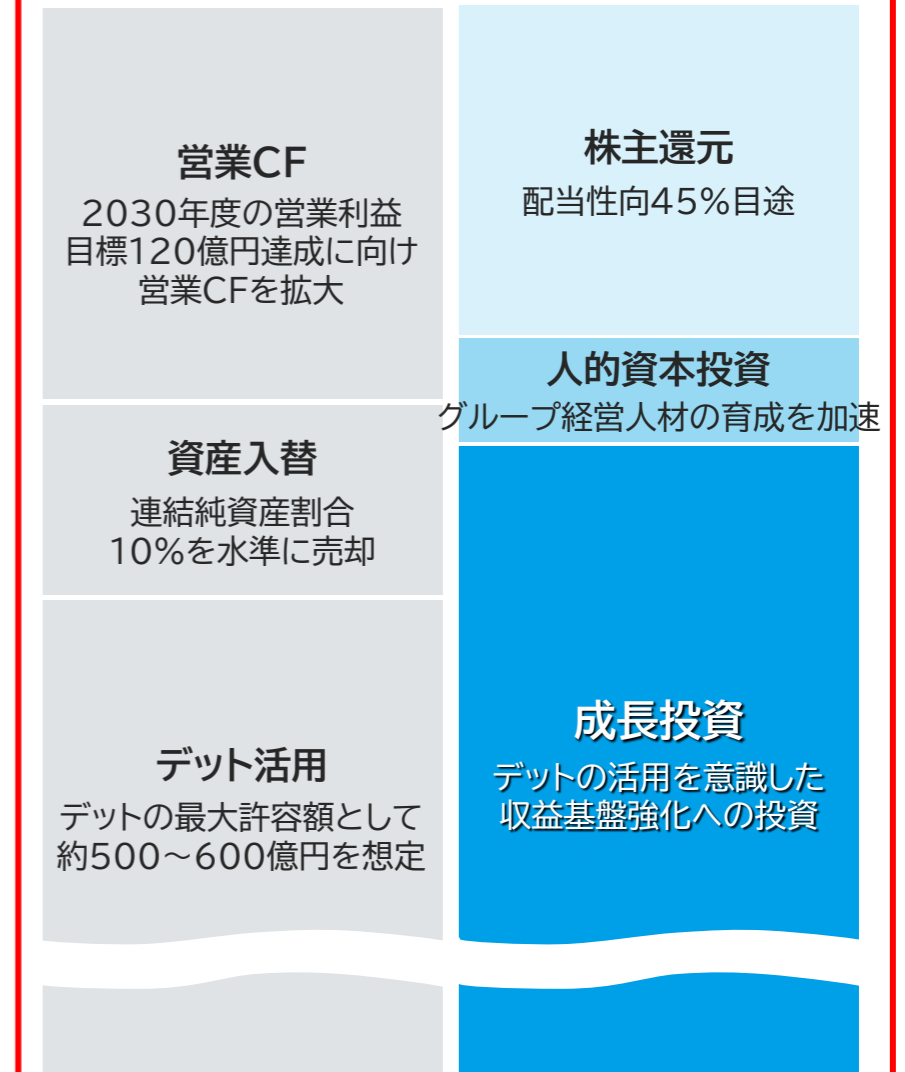 営業CF
2030年度の営業利益
目標120億円達成に向け
営業CFを拡大
資産入替
連結純資産割合
10%を水準に売却
デット活用
デットの最大許容額として
約500～600億円を想定
株主還元
配当性向45%目途
人的資本投資
グループ経営人材の育成を加速
成長投資
デットの活用を意識した
収益基盤強化への投資